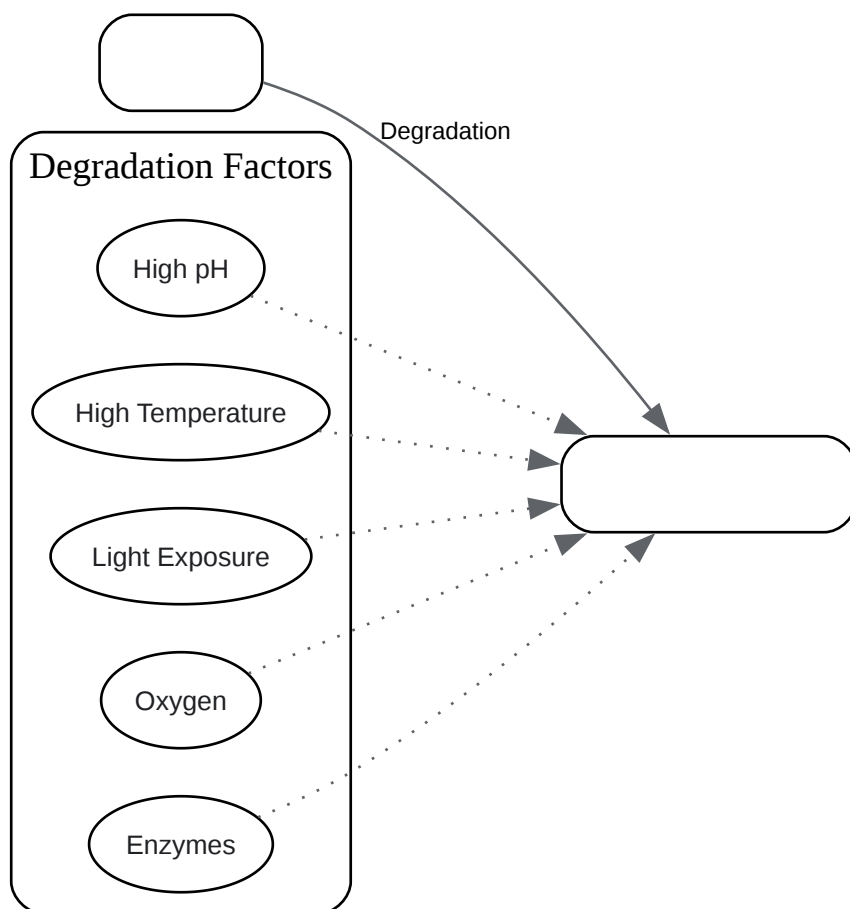 Degradation
Degradation Factors
High pH
High Temperature
Light Exposure
Oxygen
Enzymes